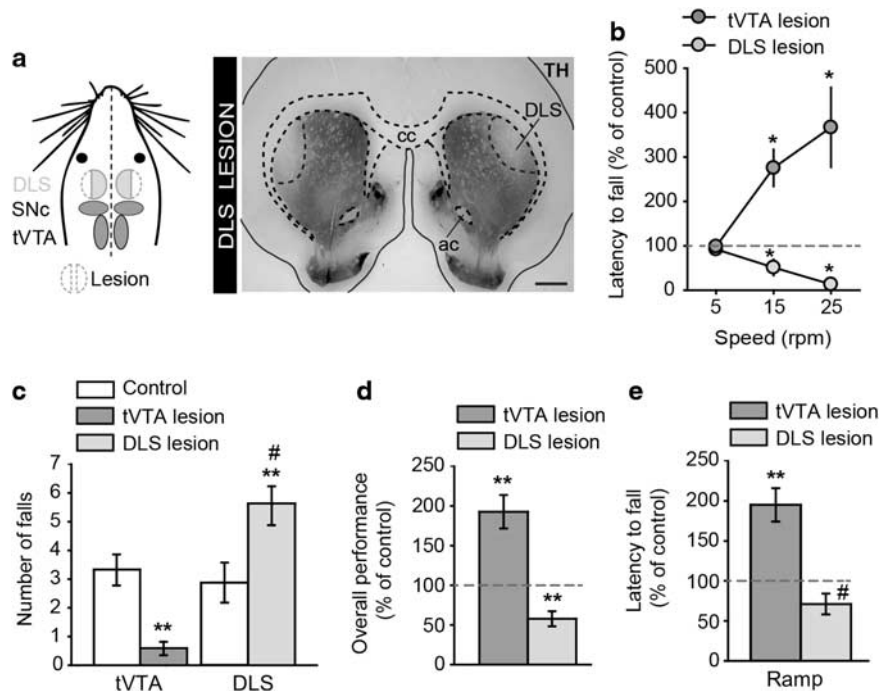 a
DLS
SNc
tVTA
Lesion
DLS LESION
TH
DLS
cc
ac
b
tVTA lesion
DLS lesion
Latency to fall (% of control)
500
400
300
200
100
0
*
*
*
*
5 15 25
Speed (rpm)
c
Control
tVTA lesion
DLS lesion
Number of falls
7
6
5
4
3
2
1
0
**
#
**
tVTA DLS
d
tVTA lesion
DLS lesion
Overall performance
(% of control)
250
200
150
100
50
0
**
**
e
tVTA lesion
DLS lesion
Latency to fall
(% of control)
250
200
150
100
50
0
**
#
Ramp